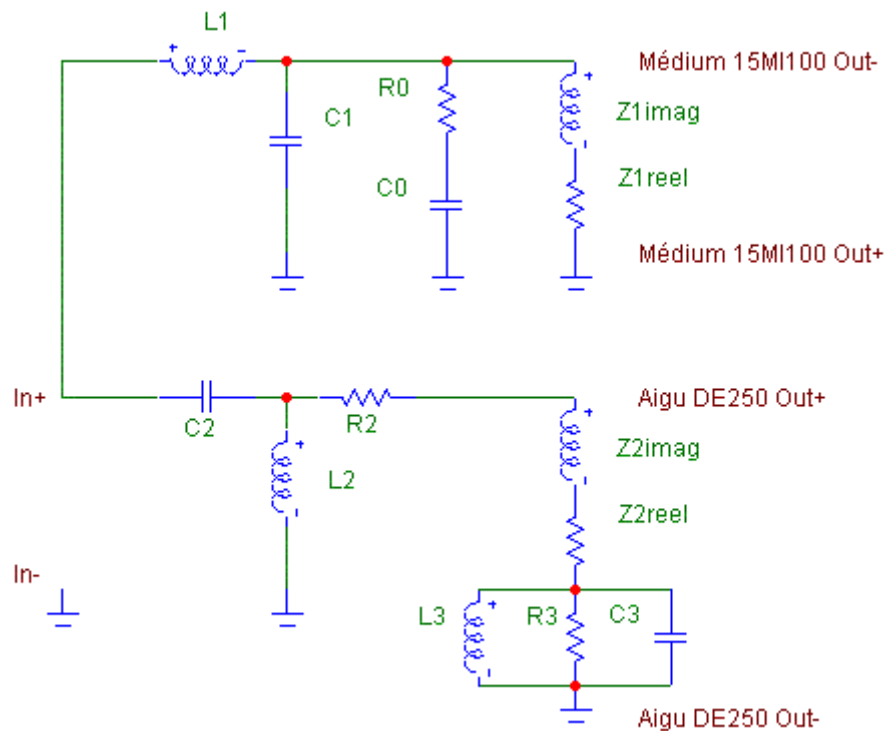 L1
Médium 15MI100 Out-
R0
Z1imag
C1
Z1reel
C0
Médium 15MI100 Out+
In+
Aigu DE250 Out+
C2
R2
Z2imag
L2
Z2reel
In-
L3
R3
C3
Aigu DE250 Out-